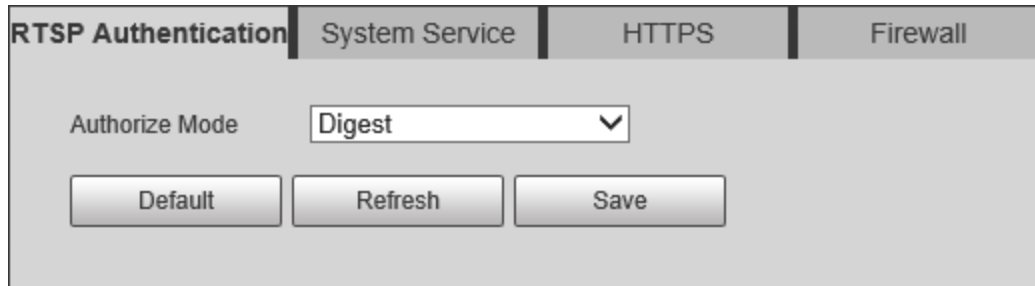 RTSP Authentication System Service HTTPS Firewall
Authorize Mode Digest
Default Refresh Save